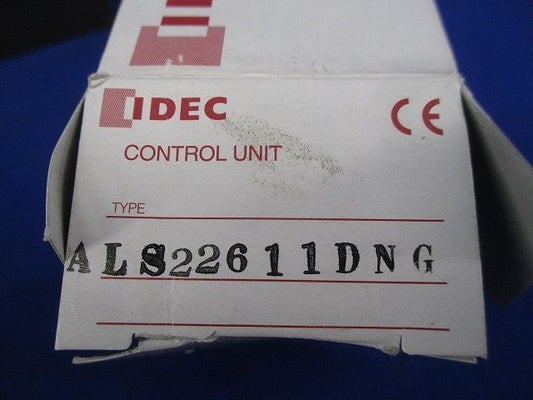 IDEC
CE
CONTROL UNIT
TYPE
ALS22611DNG